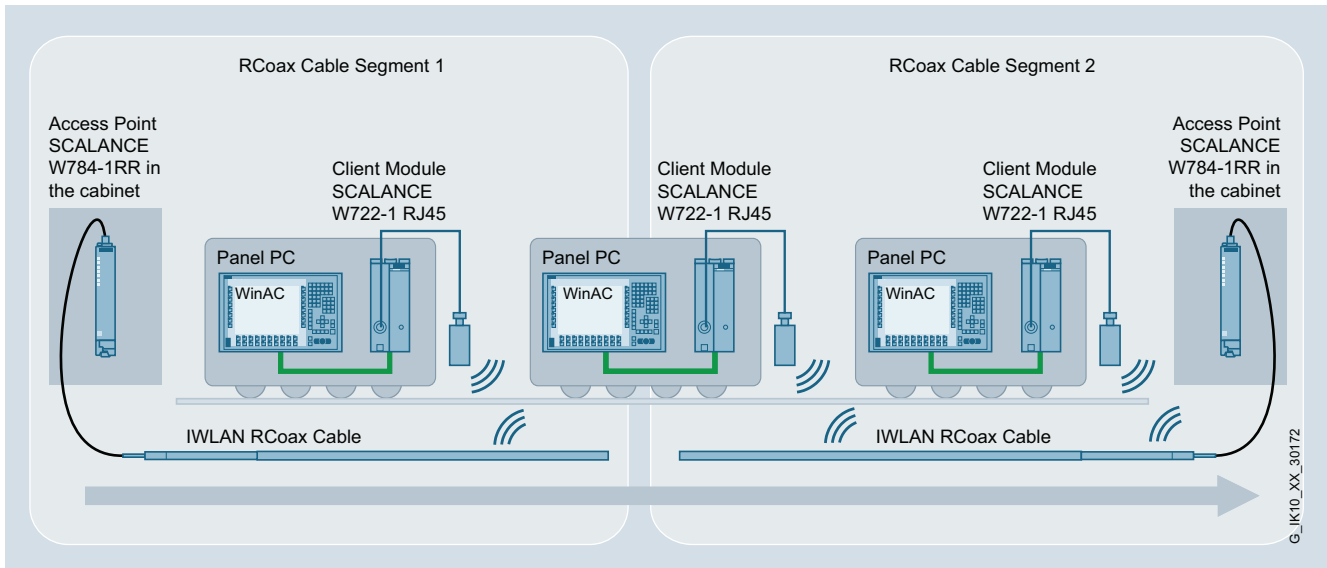 RCoax Cable Segment 1
RCoax Cable Segment 2
Access Point
SCALANCE
W784-1RR in
the cabinet
Client Module
SCALANCE
W722-1 RJ45
Client Module
SCALANCE
W722-1 RJ45
Client Module
SCALANCE
W722-1 RJ45
Access Point
SCALANCE
W784-1RR in
the cabinet
Panel PC
WinAC
Panel PC
WinAC
Panel PC
WinAC
IWLAN RCoax Cable
IWLAN RCoax Cable
G_IK10_XX_30172